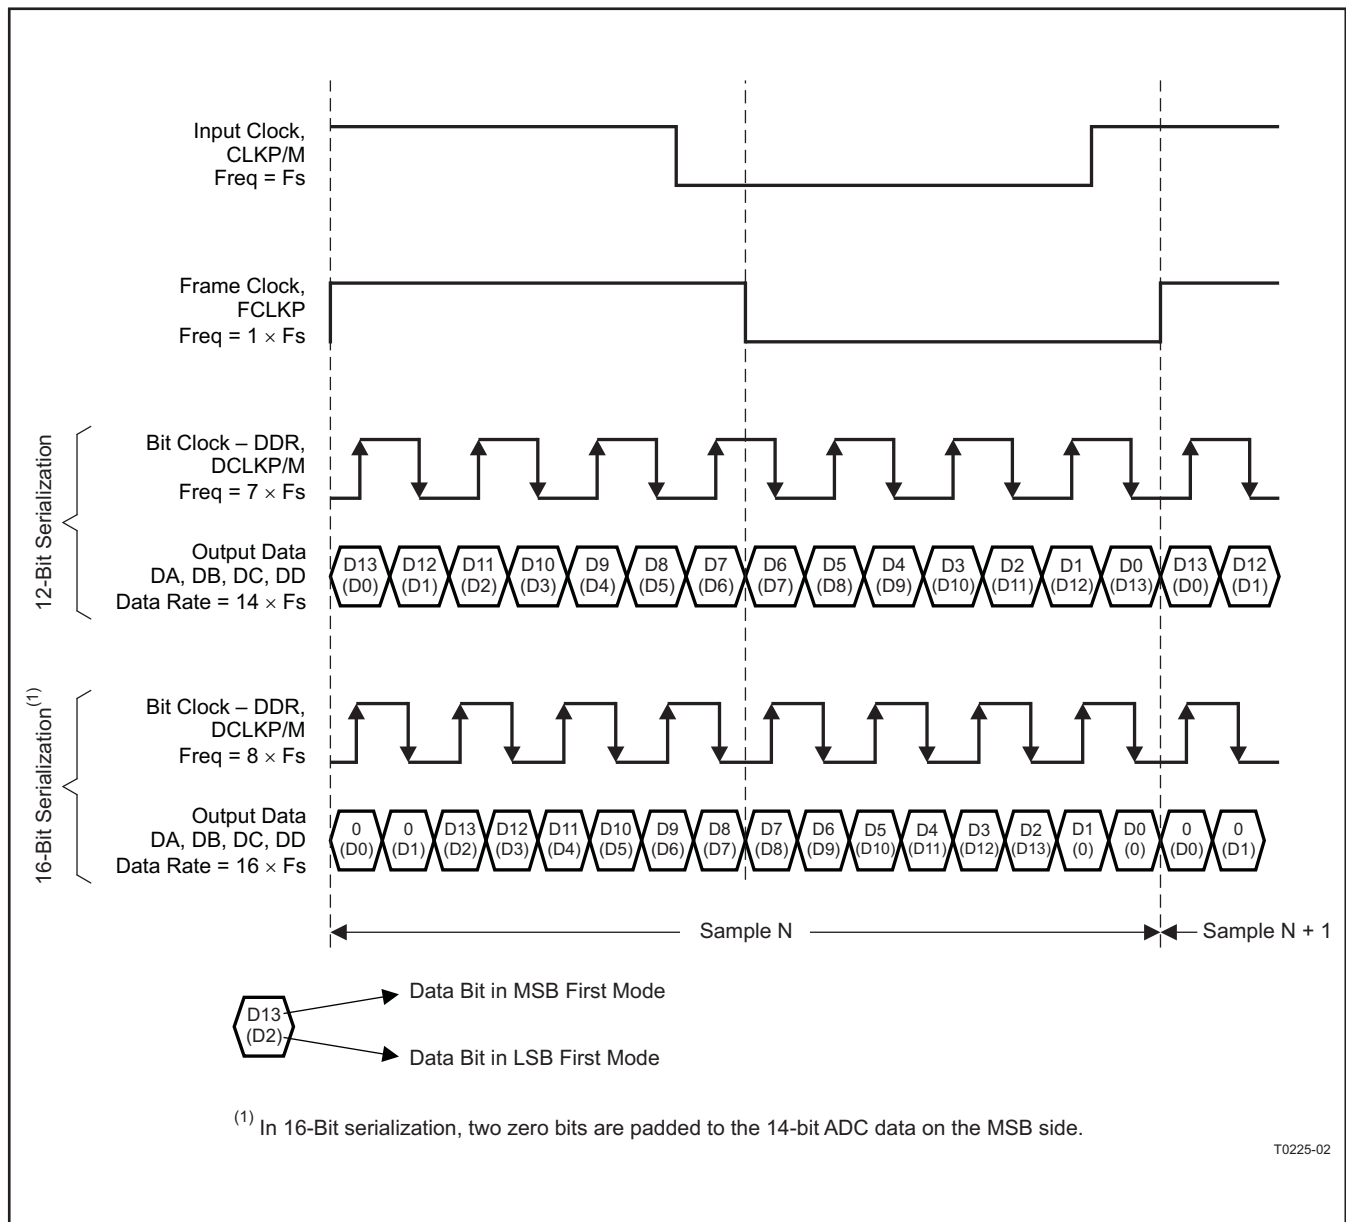 Input Clock,
CLKP/M
Freq = Fs
Frame Clock,
FCLKP
Freq = 1 × Fs
12-Bit Serialization
Bit Clock – DDR,
DCLKP/M
Freq = 7 × Fs
Output Data
DA, DB, DC, DD
Data Rate = 14 × Fs
D13 D12 D11 D10 D9 D8 D7 D6 D5 D4 D3 D2 D1 D0 D13 D12
(D0) (D1) (D2) (D3) (D4) (D5) (D6) (D7) (D8) (D9) (D10) (D11) (D12) (D13) (D0) (D1)
16-Bit Serialization(1)
Bit Clock – DDR,
DCLKP/M
Freq = 8 × Fs
Output Data
DA, DB, DC, DD
Data Rate = 16 × Fs
0 0 D13 D12 D11 D10 D9 D8 D7 D6 D5 D4 D3 D2 D1 D0 0 0
(D0) (D1) (D2) (D3) (D4) (D5) (D6) (D7) (D8) (D9) (D10) (D11) (D12) (D13) (0) (0) (D0) (D1)
Sample N
Sample N + 1
D13
(D2)
Data Bit in MSB First Mode
Data Bit in LSB First Mode
(1) In 16-Bit serialization, two zero bits are padded to the 14-bit ADC data on the MSB side.
T0225-02